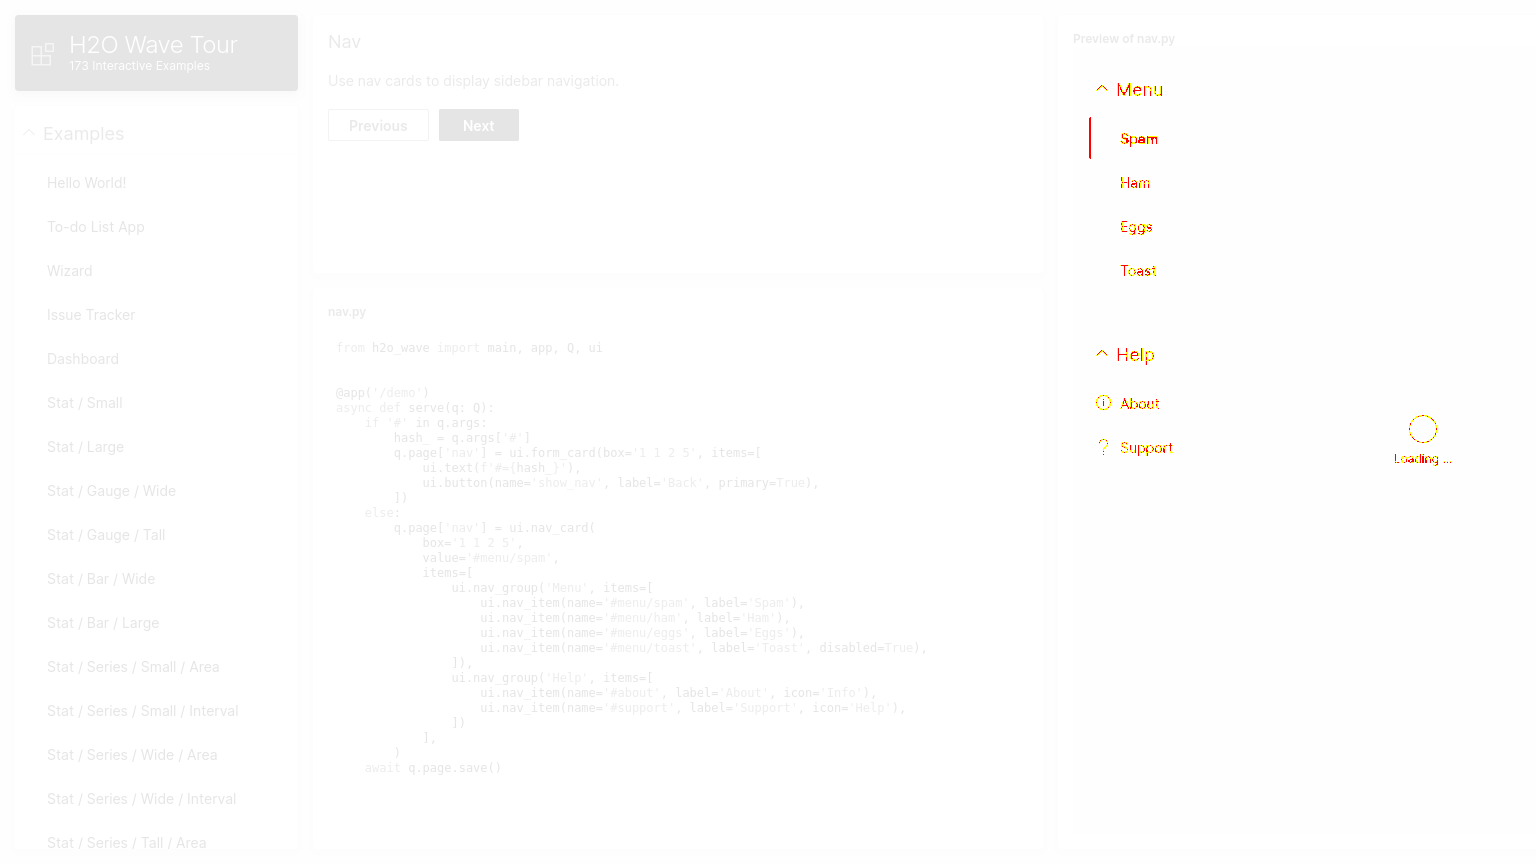 H2O Wave Tour
173 Interactive Examples
Examples
Hello World!
To-do List App
Wizard
Issue Tracker
Dashboard
Stat / Small
Stat / Large
Stat / Gauge / Wide
Stat / Gauge / Tall
Stat / Bar / Wide
Stat / Bar / Large
Stat / Series / Small / Area
Stat / Series / Small / Interval
Stat / Series / Wide / Area
Stat / Series / Wide / Interval
Stat / Series / Tall / Area
Nav
Use nav cards to display sidebar navigation.
Previous Next
nav.py
from h2o_wave import main, app, Q, ui
@app('/demo')
async def serve(q: Q):
    if '#' in q.args:
        hash_ = q.args['#']
        q.page['nav'] = ui.form_card(box='1 1 2 5', items=[
            ui.text(f'#={hash_}'),
            ui.button(name='show_nav', label='Back', primary=True),
        ])
    else:
        q.page['nav'] = ui.nav_card(
            box='1 1 2 5',
            value='#menu/spam',
            items=[
                ui.nav_group('Menu', items=[
                    ui.nav_item(name='#menu/spam', label='Spam'),
                    ui.nav_item(name='#menu/ham', label='Ham'),
                    ui.nav_item(name='#menu/eggs', label='Eggs'),
                    ui.nav_item(name='#menu/toast', label='Toast', disabled=True),
                ]),
                ui.nav_group('Help', items=[
                    ui.nav_item(name='#about', label='About', icon='Info'),
                    ui.nav_item(name='#support', label='Support', icon='Help'),
                ])
            ],
        )
    await q.page.save()
Preview of nav.py
Menu
Spam
Ham
Eggs
Toast
Help
About
Support
Loading ...